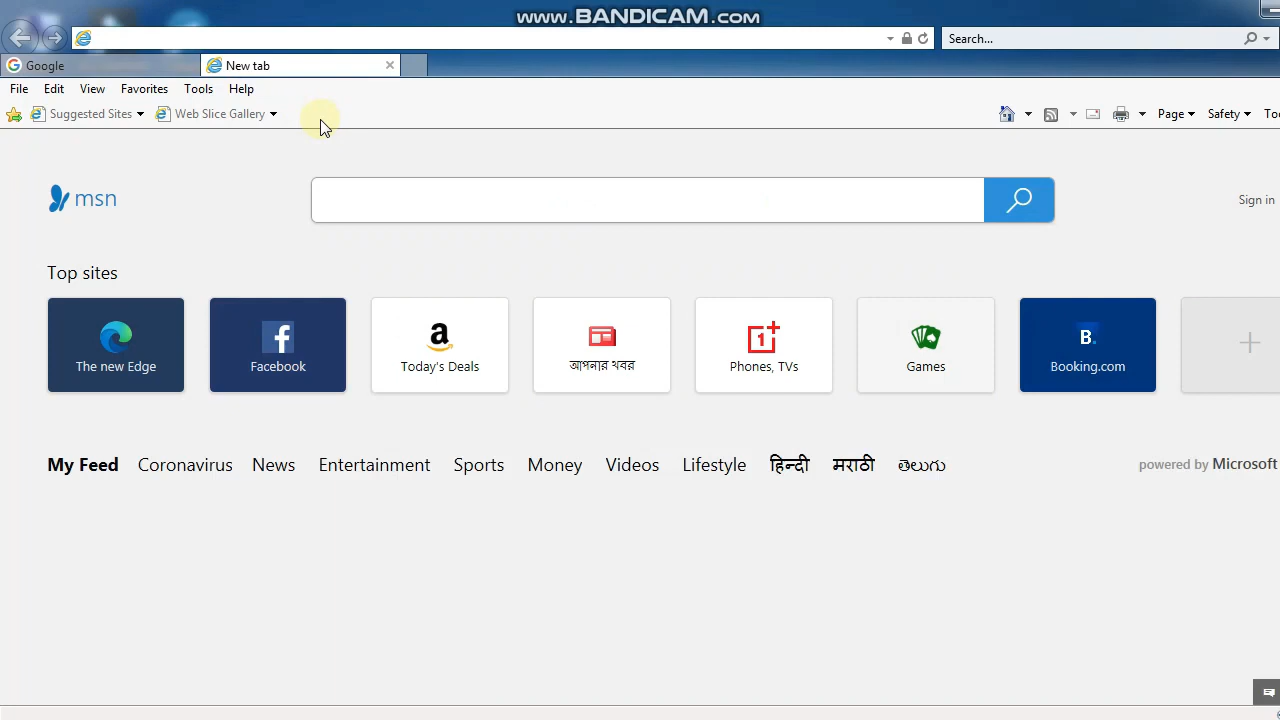 www.BANDICAM.com
Search...
Google
New tab
File Edit View Favorites Tools Help
Suggested Sites Web Slice Gallery Page Safety
msn
Sign in
Top sites
The new Edge Facebook Today's Deals আপনার খবর Phones, TVs Games Booking.com
My Feed Coronavirus News Entertainment Sports Money Videos Lifestyle हिन्दी मराठी తెలుగు powered by Microsoft